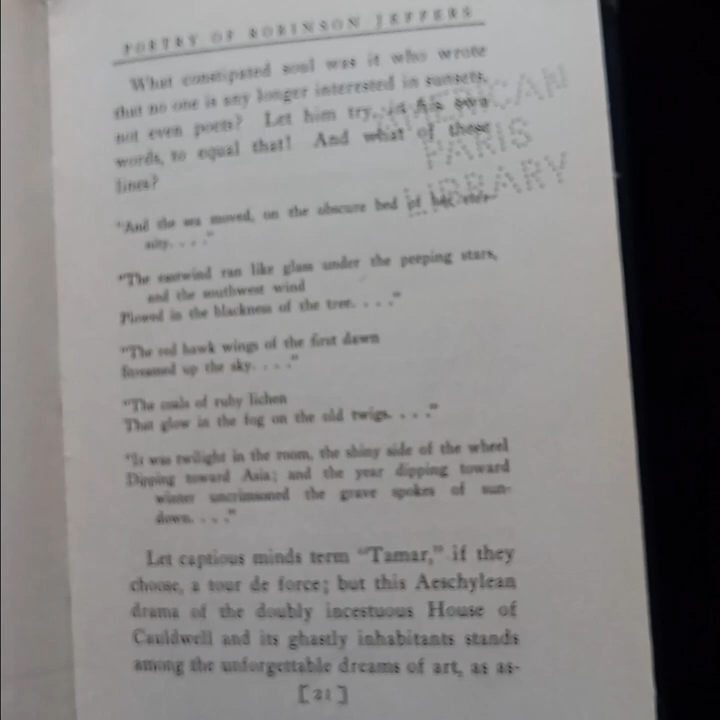 POETRY OF ROBINSON JEFFERS
What constipated soul was it who wrote
that no one is any longer interested in sunsets,
not even poets? Let him try, in his own
words, to equal that! And what of these
lines?
AMERICAN
PARIS
LIBRARY
"And the sea moved, on the obscure bed of her eter-
nity. . . ."
"The eastwind ran like glass under the peeping stars,
and the southwest wind
Plowed in the blackness of the tree. . . ."
"The red hawk wings of the first dawn
Streamed up the sky. . . ."
"The coals of ruby lichen
That glow in the fog on the old twigs. . . ."
"It was twilight in the room, the shiny side of the wheel
Dipping toward Asia; and the year dipping toward
winter uncrimsoned the grave spokes of sun-
down. . . ."
Let captious minds term "Tamar," if they
choose, a tour de force; but this Aeschylean
drama of the doubly incestuous House of
Cauldwell and its ghastly inhabitants stands
among the unforgettable dreams of art, as as-
[21]